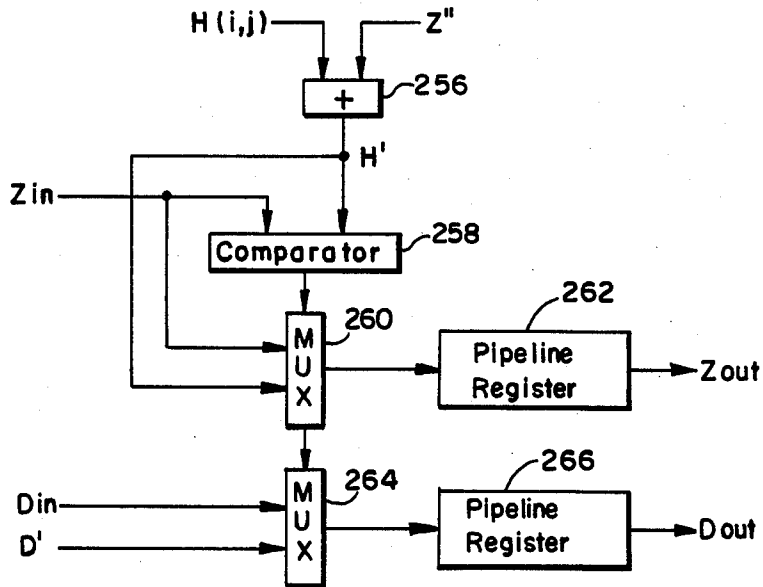 H(i,j)
Z"
+
256
H'
Zin
Comparator
258
MUX
260
Pipeline
Register
262
Zout
Din
D'
MUX
264
Pipeline
Register
266
Dout